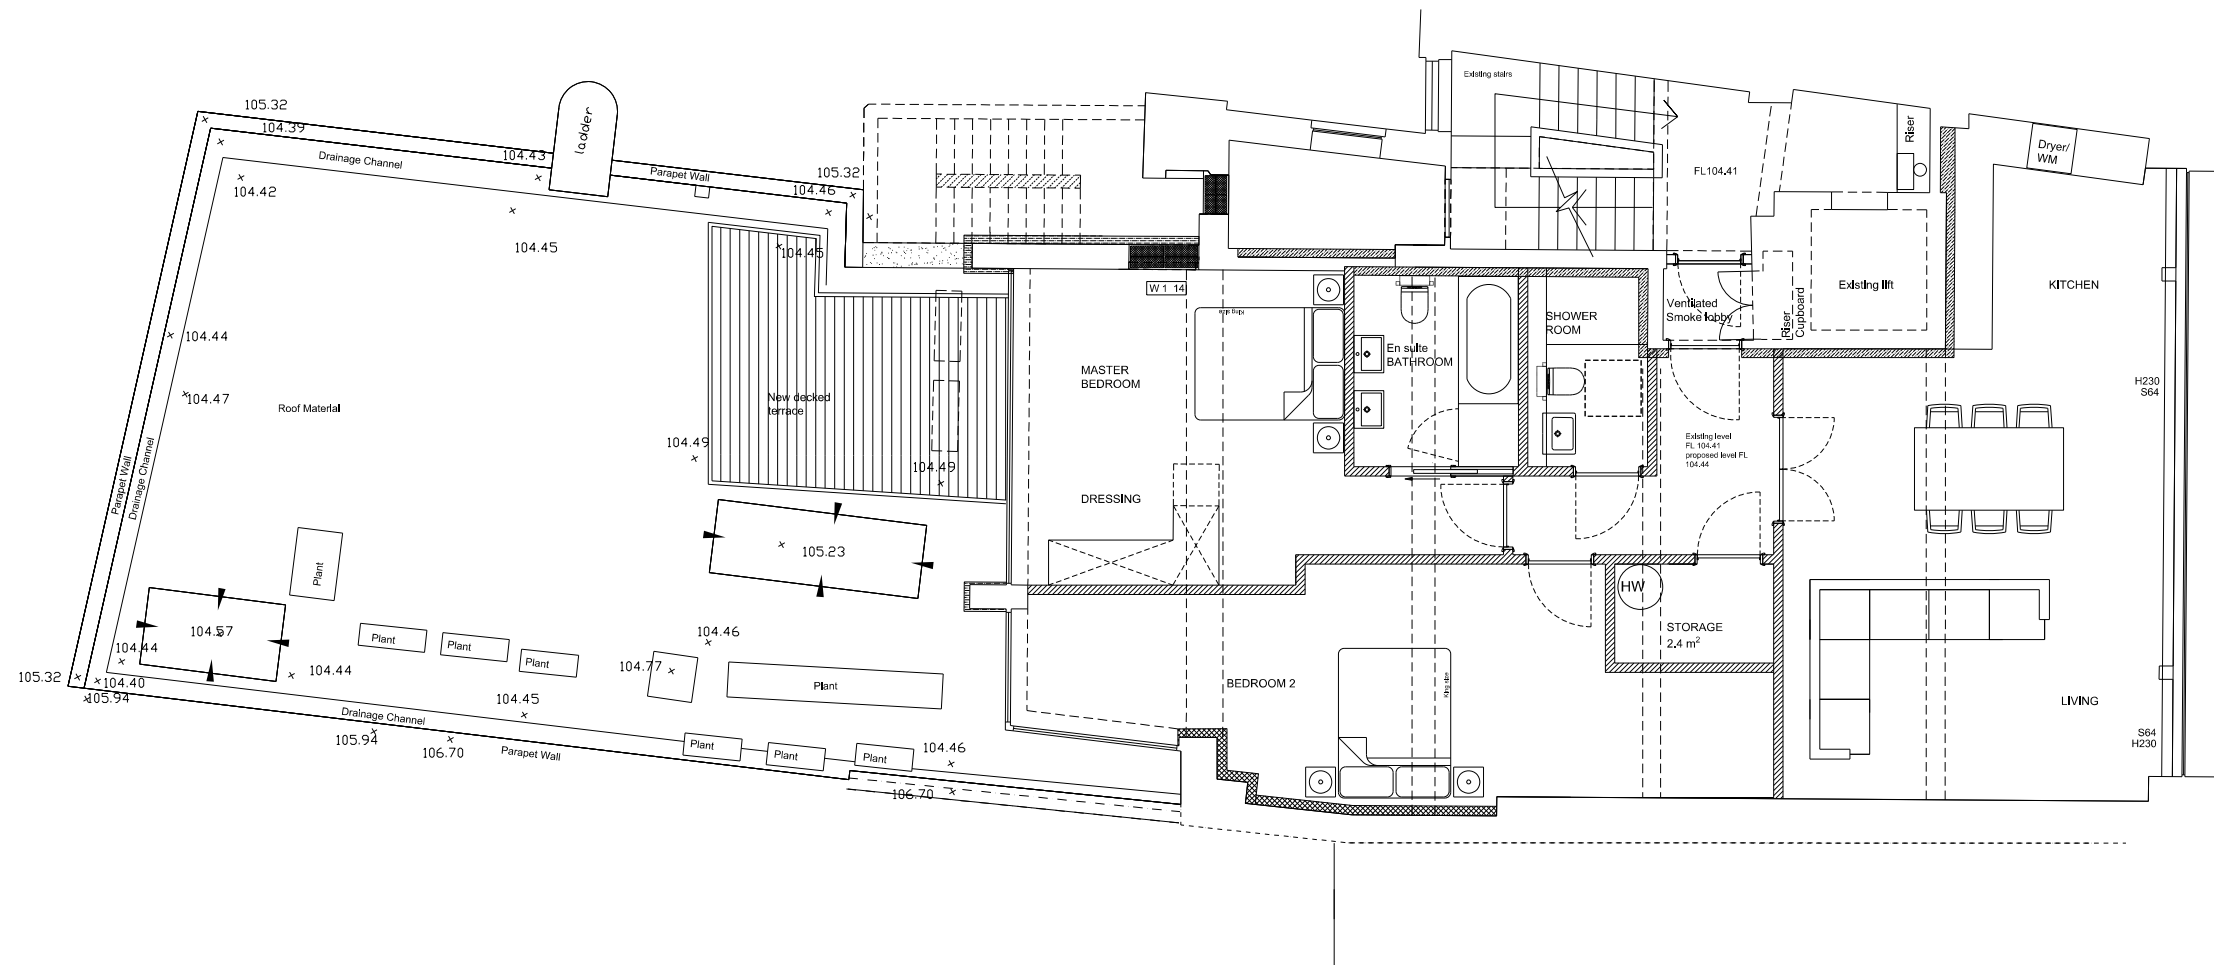 105.32
104.39
ladder
Drainage Channel
104.43
Parapet Wall
105.32
104.46
104.42
104.45
104.45
Existing stairs
FL104.41
Riser
Dryer/
WM
104.44
104.47
Roof Material
New decked
terrace
104.49
104.49
Parapet Wall
Drainage Channel
W 1 14
King size
MASTER
BEDROOM
DRESSING
En suite
BATHROOM
SHOWER
ROOM
Ventilated
Smoke lobby
Riser
Cupboard
Existing lift
KITCHEN
H230
S64
Existing level
FL 104.41
proposed level FL
104.44
105.23
Plant
104.57
104.44
105.32
104.40
105.94
104.44
Plant
Plant
Plant
104.46
104.77
Plant
104.45
Drainage Channel
105.94
106.70
Parapet Wall
Plant
Plant
Plant
104.46
106.70
BEDROOM 2
King size
HW
STORAGE
2.4 m²
LIVING
S64
H230